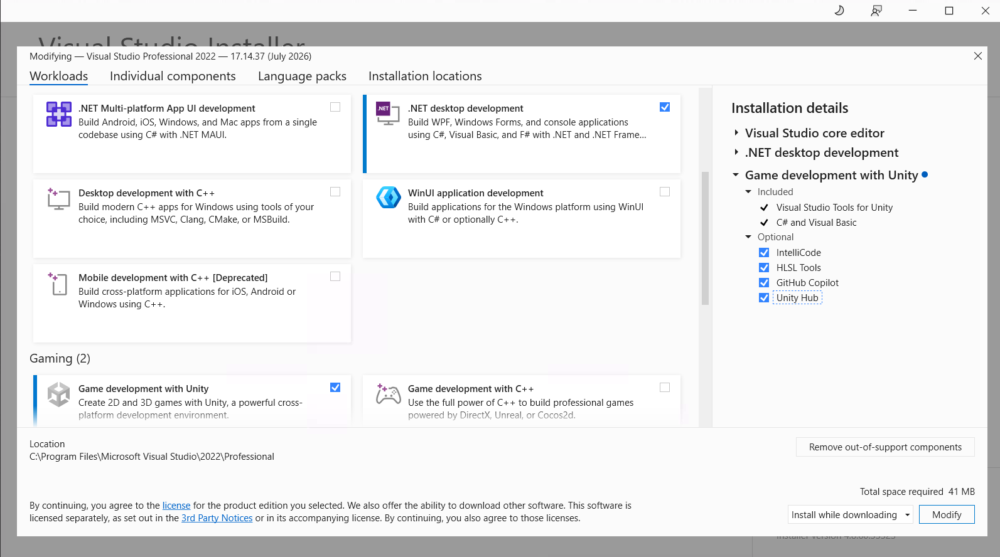 Visual Studio Installer
Modifying — Visual Studio Professional 2022 — 17.14.37 (July 2026)
Workloads
Individual components
Language packs
Installation locations
.NET Multi-platform App UI development
Build Android, iOS, Windows, and Mac apps from a single
codebase using C# with .NET MAUI.
.NET
.NET desktop development
Build WPF, Windows Forms, and console applications
using C#, Visual Basic, and F# with .NET and .NET Frame...
Desktop development with C++
Build modern C++ apps for Windows using tools of your
choice, including MSVC, Clang, CMake, or MSBuild.
WinUI application development
Build applications for the Windows platform using WinUI
with C# or optionally C++.
Mobile development with C++ [Deprecated]
Build cross-platform applications for iOS, Android or
Windows using C++.
Gaming (2)
Game development with Unity
Create 2D and 3D games with Unity, a powerful cross-
platform development environment.
Game development with C++
Use the full power of C++ to build professional games
powered by DirectX, Unreal, or Cocos2d.
Installation details
Visual Studio core editor
.NET desktop development
Game development with Unity
Included
Visual Studio Tools for Unity
C# and Visual Basic
Optional
IntelliCode
HLSL Tools
GitHub Copilot
Unity Hub
Location
C:\Program Files\Microsoft Visual Studio\2022\Professional
Remove out-of-support components
Total space required 41 MB
By continuing, you agree to the license for the product edition you selected. We also offer the ability to download other software. This software is
licensed separately, as set out in the 3rd Party Notices or in its accompanying license. By continuing, you also agree to those licenses.
Install while downloading
Modify
Installer version